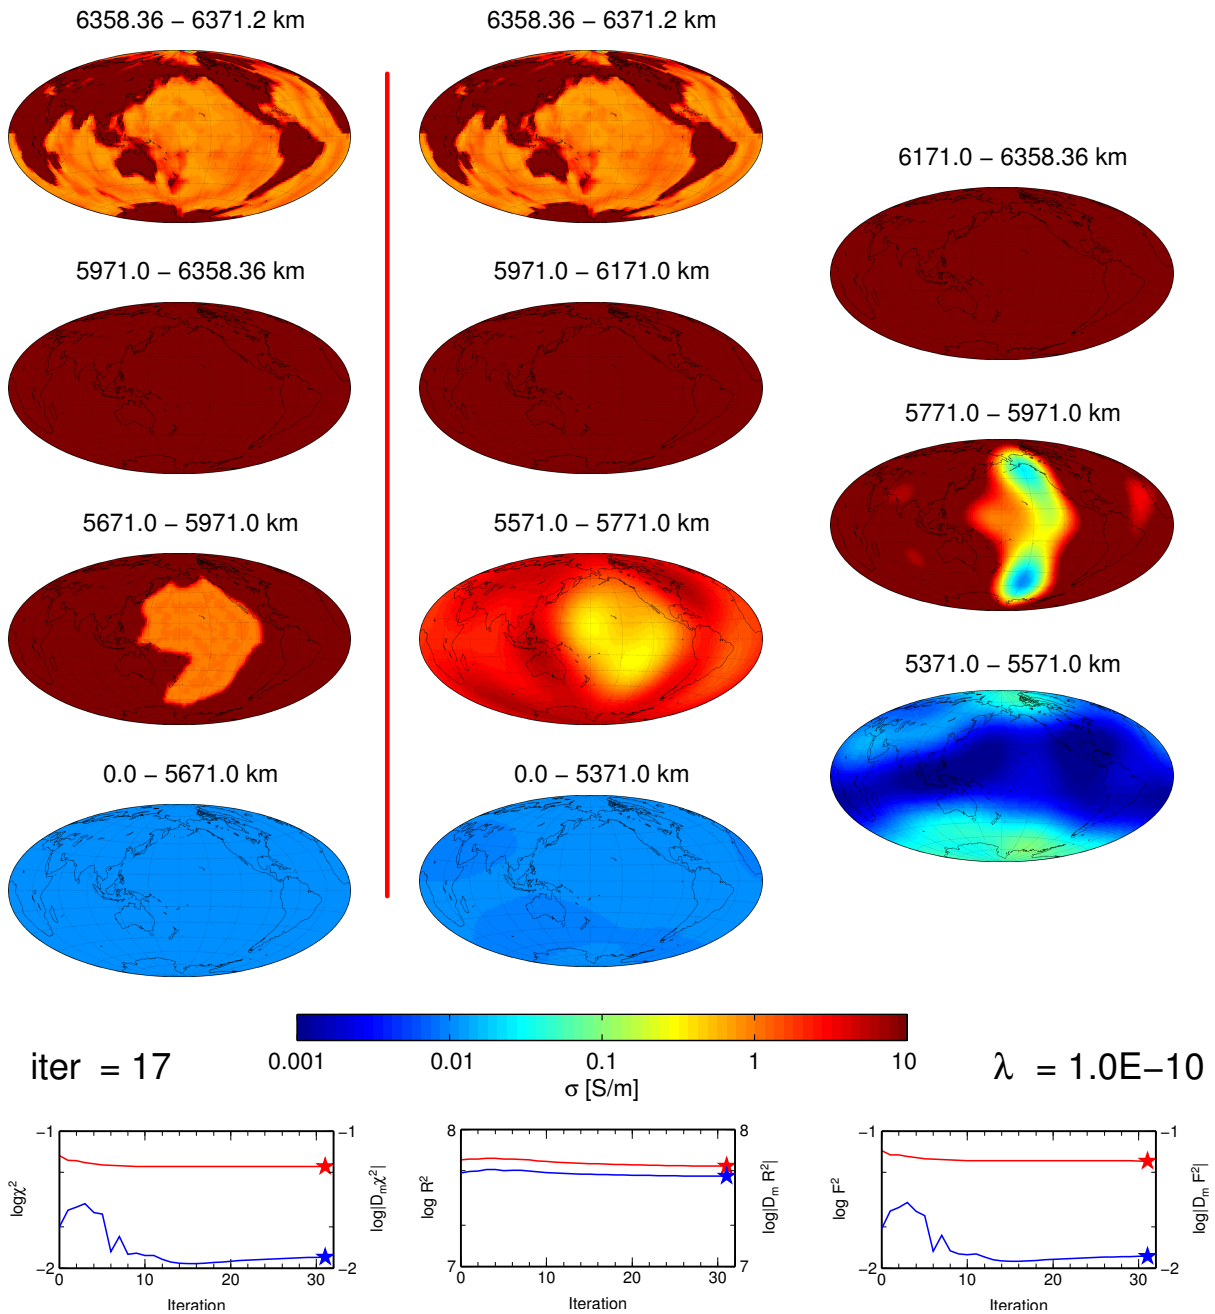 6358.36 − 6371.2 km
6358.36 − 6371.2 km
6171.0 − 6358.36 km
5971.0 − 6358.36 km
5971.0 − 6171.0 km
5771.0 − 5971.0 km
5671.0 − 5971.0 km
5571.0 − 5771.0 km
5371.0 − 5571.0 km
0.0 − 5671.0 km
0.0 − 5371.0 km
0.001 0.01 0.1 1 10
σ [S/m]
iter = 17
λ = 1.0E−10
−1 −1
logχ²
log|Dₘχ²|
−2 −2
0 10 20 30
Iteration
8 8
log R²
log|Dₘ R²|
7 7
0 10 20 30
Iteration
−1 −1
log F²
log|Dₘ F²|
−2 −2
0 10 20 30
Iteration